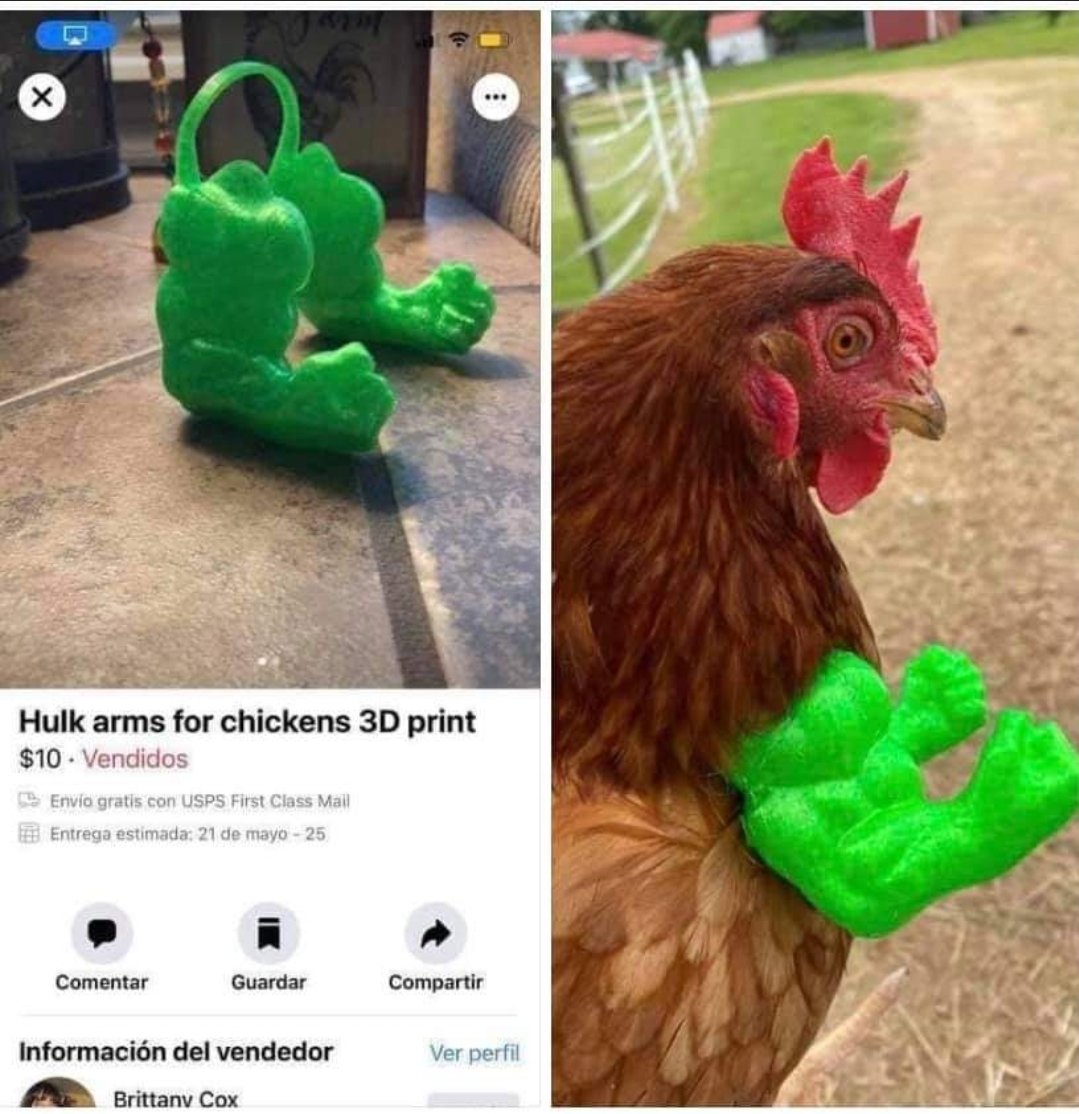 Hulk arms for chickens 3D print
$10 · Vendidos
Envío gratis con USPS First Class Mail
Entrega estimada: 21 de mayo - 25
Comentar
Guardar
Compartir
Información del vendedor
Ver perfil
Brittany Cox